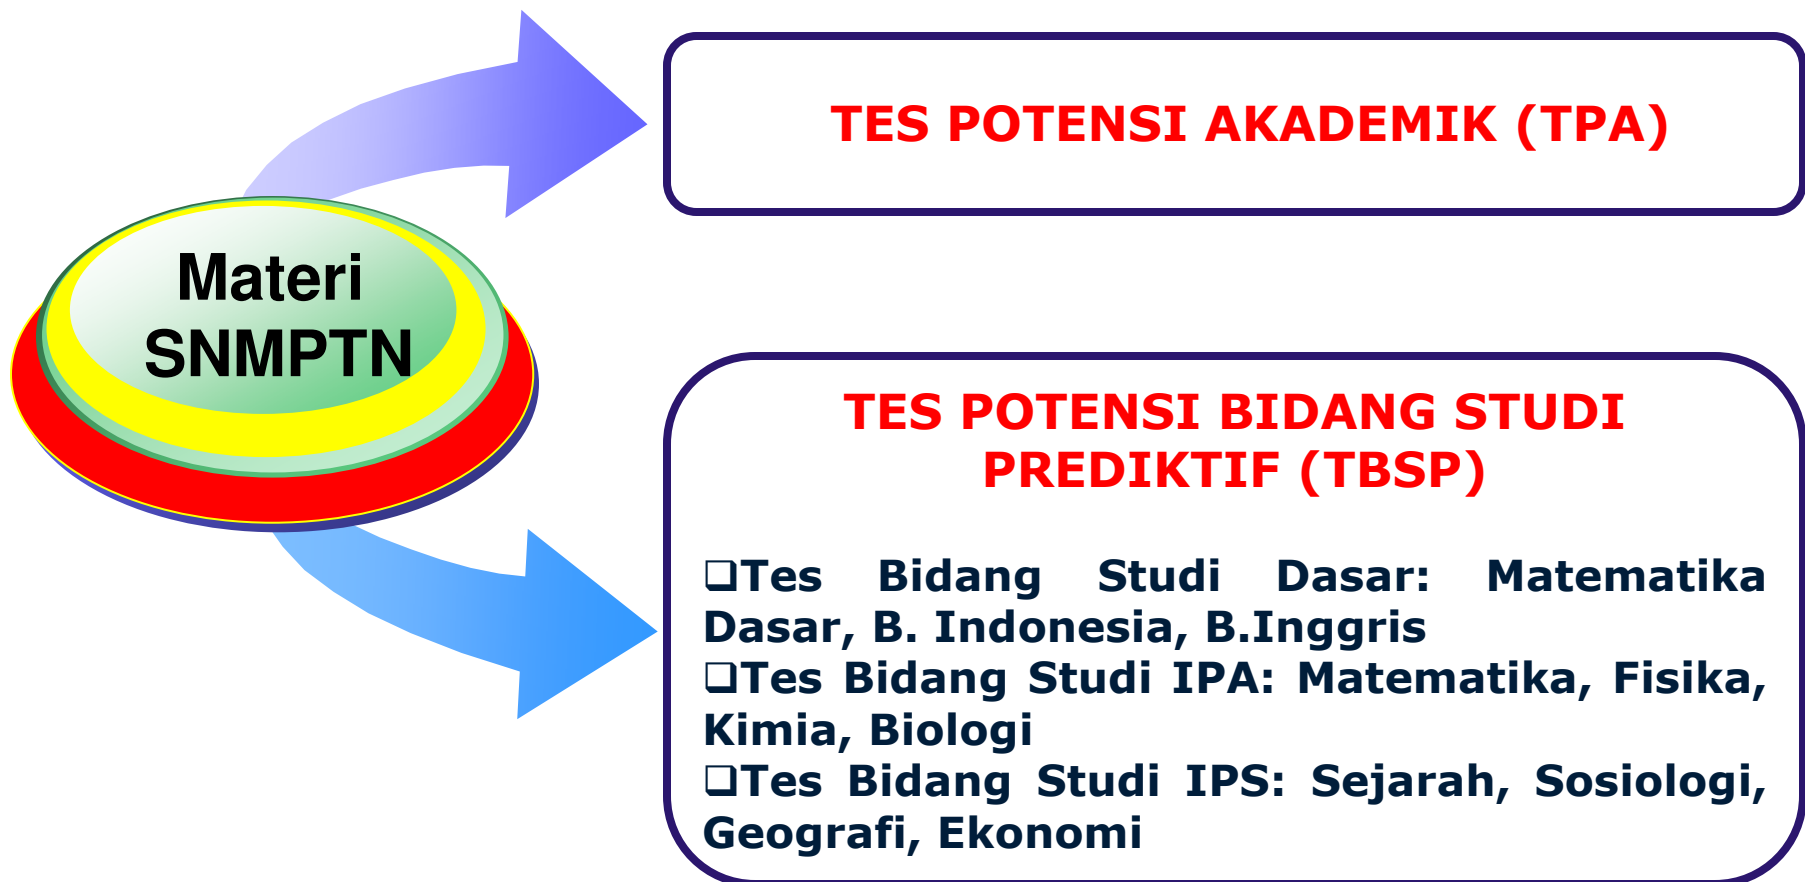 Materi
SNMPTN
TES POTENSI AKADEMIK (TPA)
TES POTENSI BIDANG STUDI
PREDIKTIF (TBSP)
❑Tes Bidang Studi Dasar: Matematika
Dasar, B. Indonesia, B.Inggris
❑Tes Bidang Studi IPA: Matematika, Fisika,
Kimia, Biologi
❑Tes Bidang Studi IPS: Sejarah, Sosiologi,
Geografi, Ekonomi